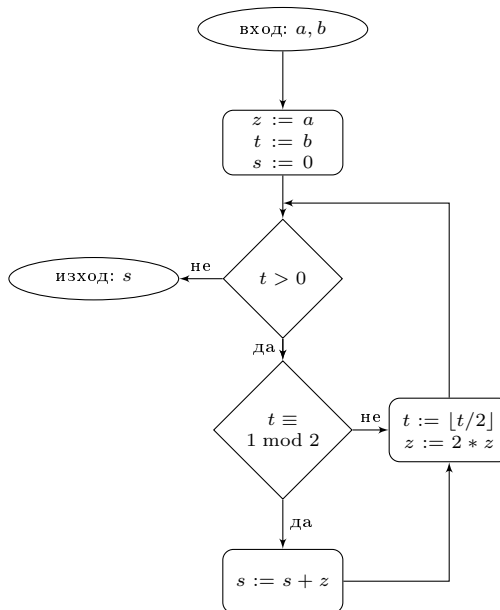 вход: a, b
z := a
t := b
s := 0
не
изход: s
t > 0
да
t ≡
1 mod 2
не
t := ⌊t/2⌋
z := 2 ∗ z
да
s := s + z